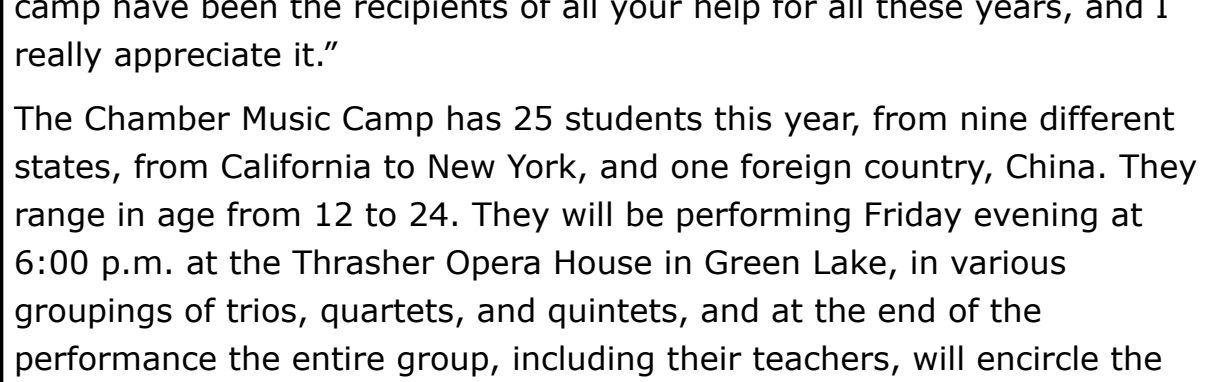 camp have been the recipients of all your help for all these years, and I
really appreciate it.”
The Chamber Music Camp has 25 students this year, from nine different
states, from California to New York, and one foreign country, China. They
range in age from 12 to 24. They will be performing Friday evening at
6:00 p.m. at the Thrasher Opera House in Green Lake, in various
groupings of trios, quartets, and quintets, and at the end of the
performance the entire group, including their teachers, will encircle the